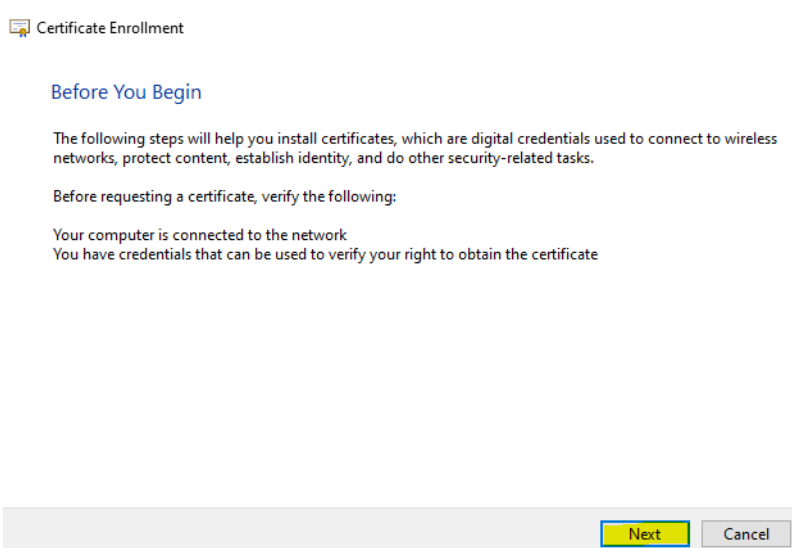 Certificate Enrollment
Before You Begin
The following steps will help you install certificates, which are digital credentials used to connect to wireless
networks, protect content, establish identity, and do other security-related tasks.
Before requesting a certificate, verify the following:
Your computer is connected to the network
You have credentials that can be used to verify your right to obtain the certificate
Next
Cancel